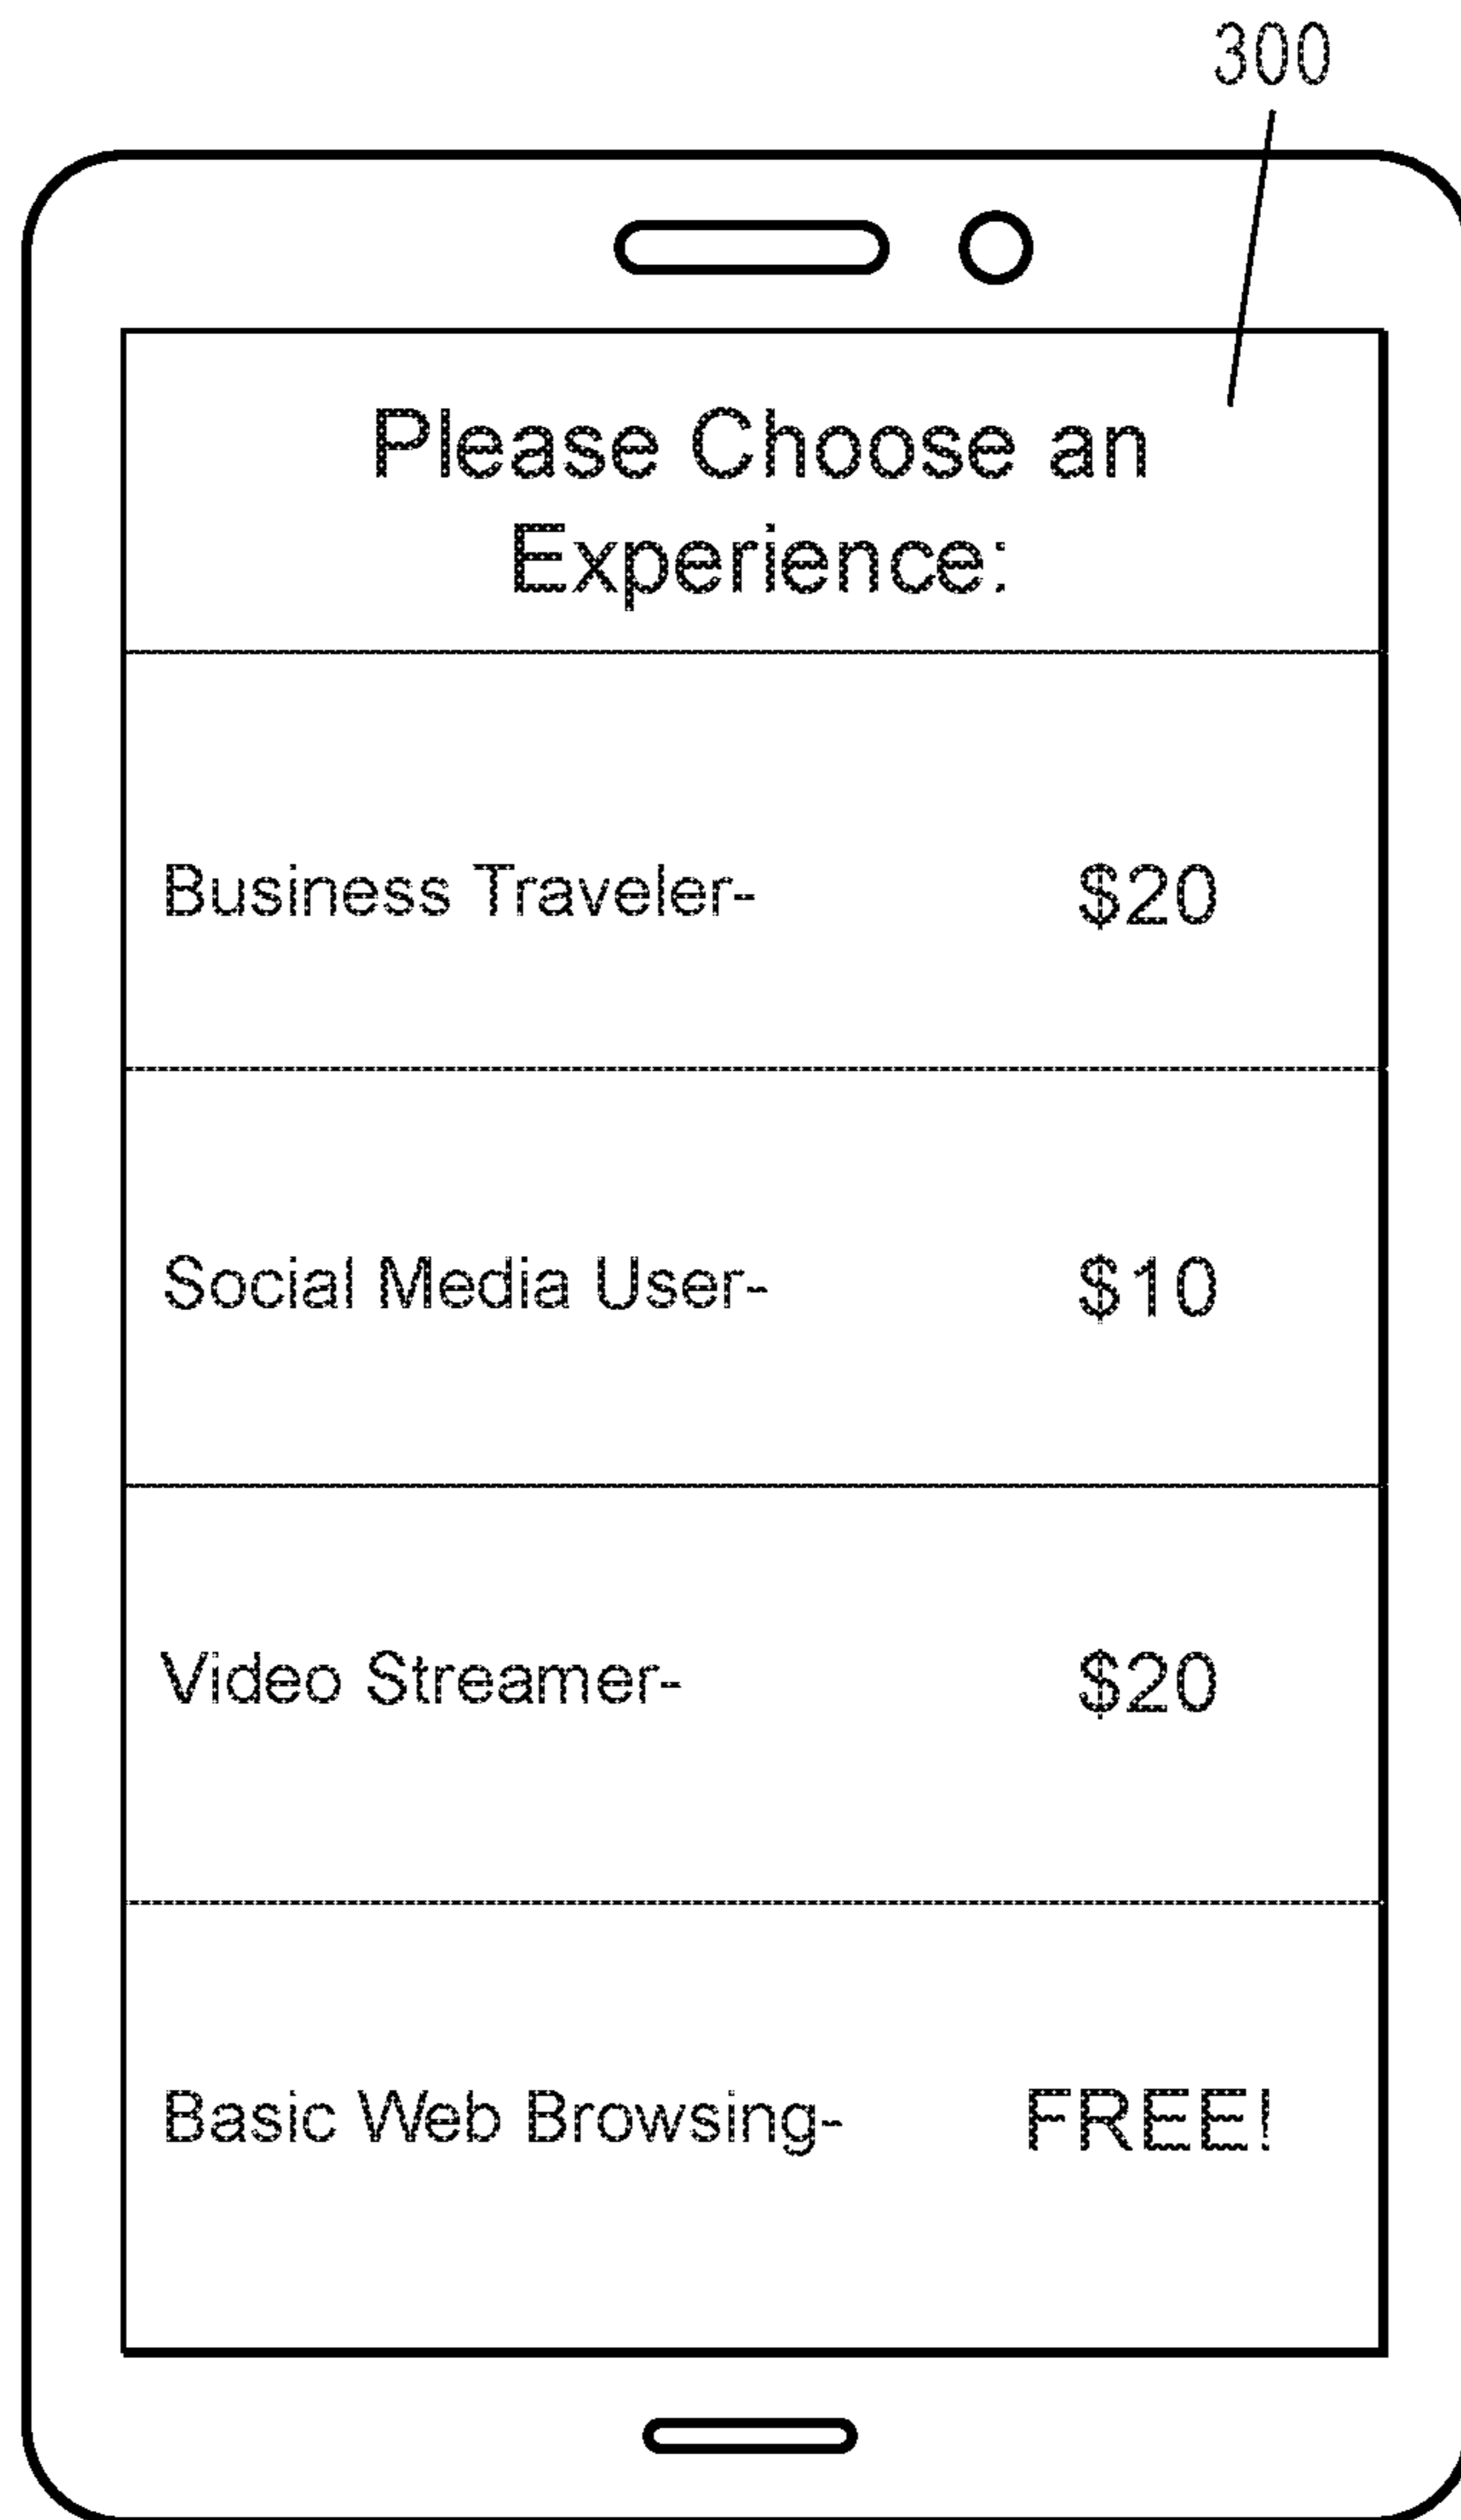 300
Please Choose an
Experience:
Business Traveler- $20
Social Media User- $10
Video Streamer- $20
Basic Web Browsing- FREE!